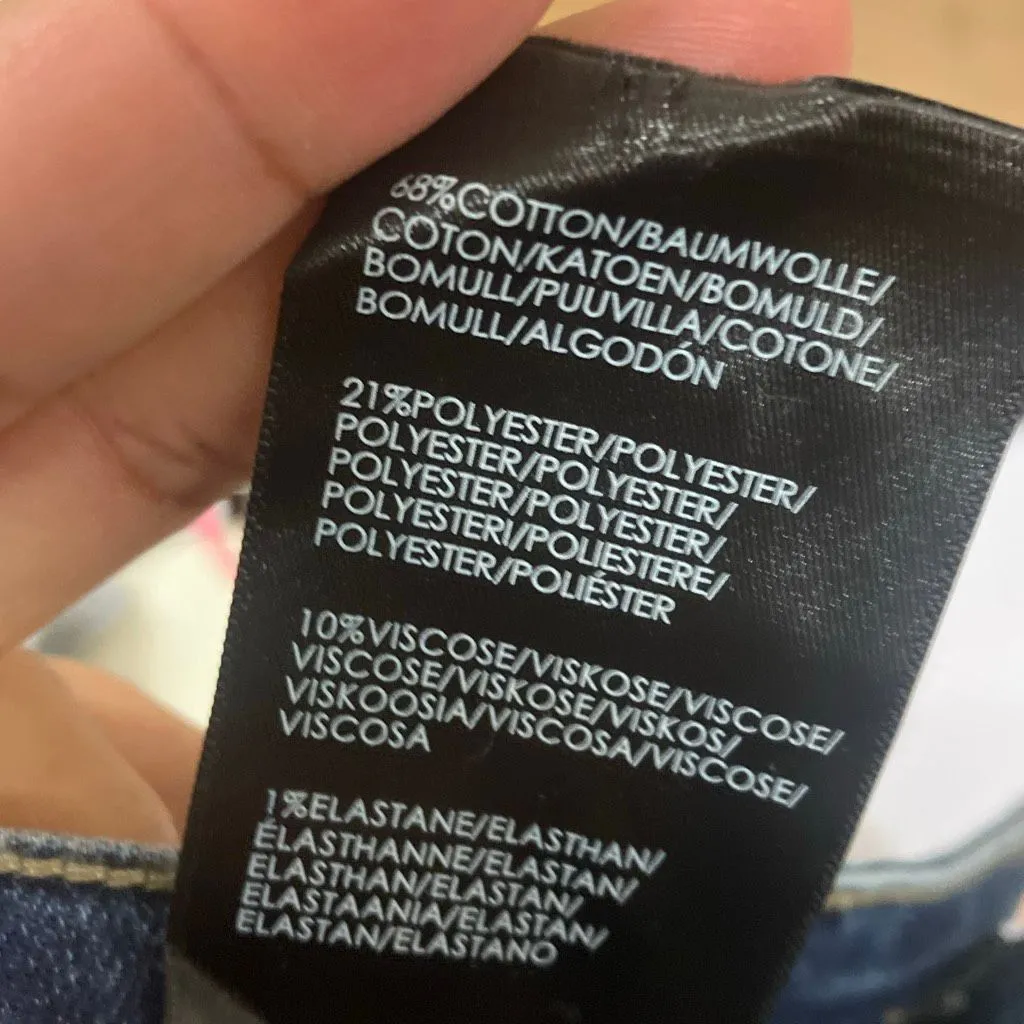 68%COTTON/BAUMWOLLE/
COTON/KATOEN/BOMULD/
BOMULL/PUUVILLA/COTONE/
BOMULL/ALGODÓN
21%POLYESTER/POLYESTER/
POLYESTER/POLYESTER/
POLYESTER/POLYESTER/
POLYESTERI/POLIESTERE/
POLYESTER/POLIÉSTER
10%VISCOSE/VISKOSE/VISCOSE/
VISCOSE/VISKOSE/VISKOS/
VISKOOSIA/VISCOSA/VISCOSE/
VISCOSA
1%ELASTANE/ELASTHAN/
ÉLASTHANNE/ELASTAN/
ELASTHAN/ELASTAN/
ELASTAANIA/ELASTAN/
ELASTAN/ELASTANO